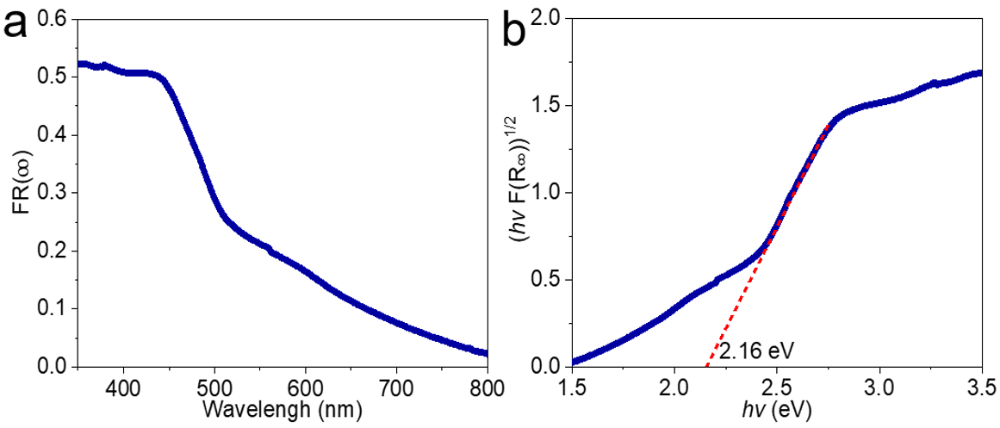 a
0.6
0.5
0.4
0.3
0.2
0.1
0.0
FR(∞)
400 500 600 700 800
Wavelengh (nm)
b
2.0
1.5
1.0
0.5
0.0
(hv F(R∞))1/2
2.16 eV
1.5 2.0 2.5 3.0 3.5
hv (eV)